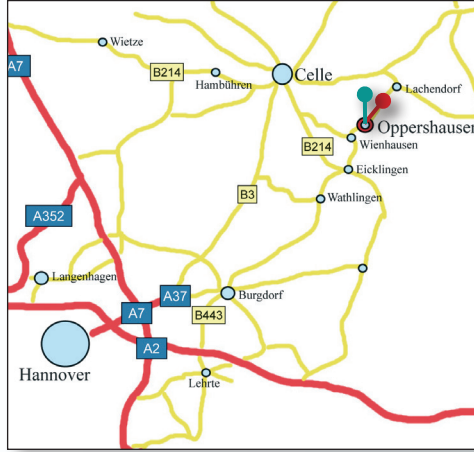 Wietze
A7
B214
Celle
Hambühren
Lachendorf
Oppershausen
B214
Wienhausen
Eicklingen
B3
Wathlingen
A352
Langenhagen
A37
Burgdorf
A7
B443
A2
Hannover
Lehrte